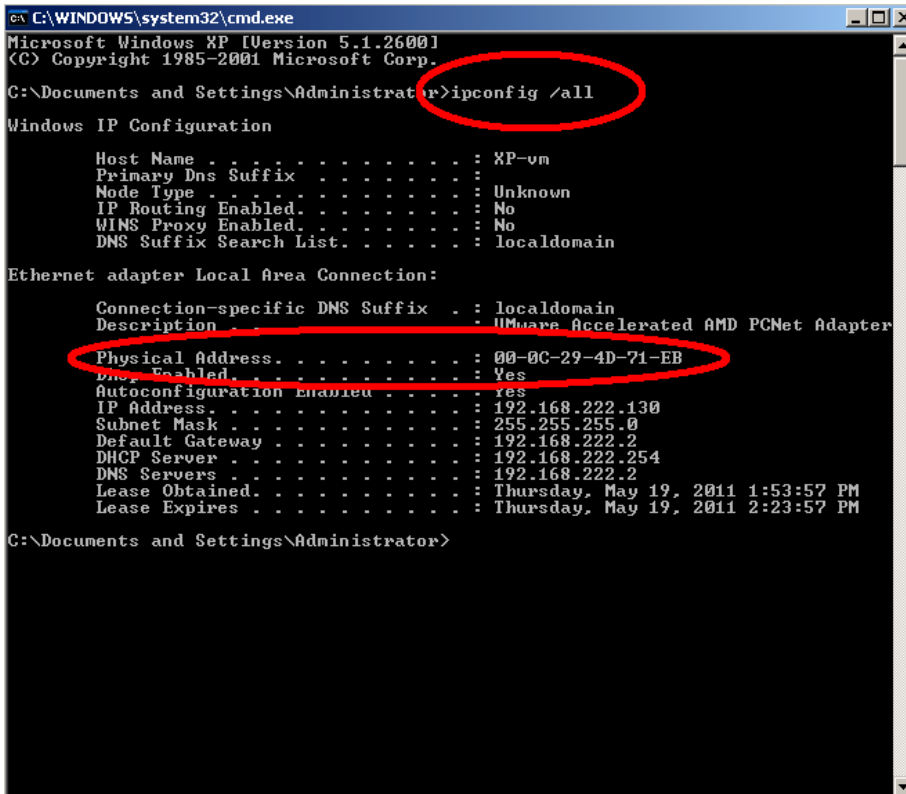 C:\WINDOWS\system32\cmd.exe
Microsoft Windows XP [Version 5.1.2600]
(C) Copyright 1985-2001 Microsoft Corp.
C:\Documents and Settings\Administrator>ipconfig /all
Windows IP Configuration
Host Name . . . . . . . . . . . . : XP-vm
Primary Dns Suffix . . . . . . . :
Node Type . . . . . . . . . . . . : Unknown
IP Routing Enabled. . . . . . . . : No
WINS Proxy Enabled. . . . . . . . : No
DNS Suffix Search List. . . . . . : localdomain
Ethernet adapter Local Area Connection:
Connection-specific DNS Suffix . : localdomain
Description . . . . . . . . . . . : VMware Accelerated AMD PCNet Adapter
Physical Address. . . . . . . . . : 00-0C-29-4D-71-EB
Dhcp Enabled. . . . . . . . . . . : Yes
Autoconfiguration Enabled . . . . : Yes
IP Address. . . . . . . . . . . . : 192.168.222.130
Subnet Mask . . . . . . . . . . . : 255.255.255.0
Default Gateway . . . . . . . . . : 192.168.222.2
DHCP Server . . . . . . . . . . . : 192.168.222.254
DNS Servers . . . . . . . . . . . : 192.168.222.2
Lease Obtained. . . . . . . . . . : Thursday, May 19, 2011 1:53:57 PM
Lease Expires . . . . . . . . . . : Thursday, May 19, 2011 2:23:57 PM
C:\Documents and Settings\Administrator>